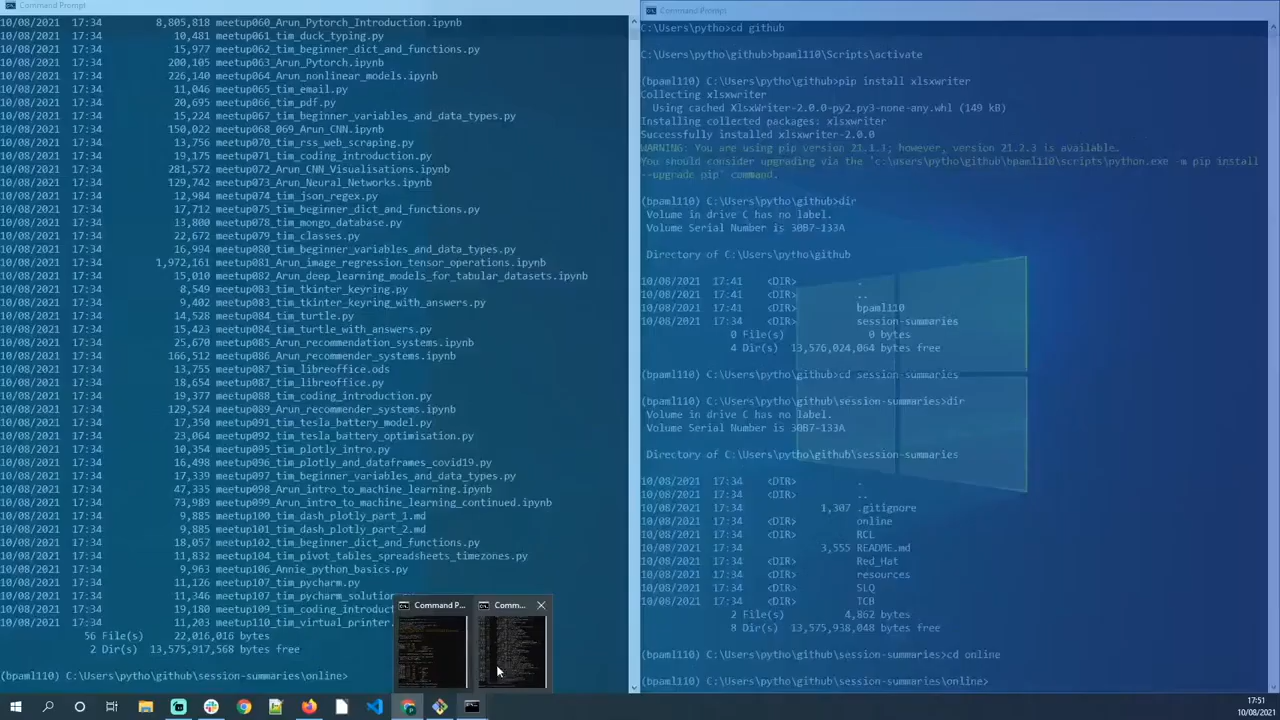 Command Prompt
10/08/2021 17:34 8,805,818 meetup060_Arun_Pytorch_Introduction.ipynb
10/08/2021 17:34 10,481 meetup061_tim_duck_typing.py
10/08/2021 17:34 15,977 meetup062_tim_beginner_dict_and_functions.py
10/08/2021 17:34 200,105 meetup063_Arun_Pytorch.ipynb
10/08/2021 17:34 226,140 meetup064_Arun_nonlinear_models.ipynb
10/08/2021 17:34 11,046 meetup065_tim_email.py
10/08/2021 17:34 20,695 meetup066_tim_pdf.py
10/08/2021 17:34 15,224 meetup067_tim_beginner_variables_and_data_types.py
10/08/2021 17:34 150,022 meetup068_069_Arun_CNN.ipynb
10/08/2021 17:34 13,756 meetup070_tim_rss_web_scraping.py
10/08/2021 17:34 19,175 meetup071_tim_coding_introduction.py
10/08/2021 17:34 281,572 meetup072_Arun_CNN_Visualisations.ipynb
10/08/2021 17:34 129,742 meetup073_Arun_Neural_Networks.ipynb
10/08/2021 17:34 12,984 meetup074_tim_json_regex.py
10/08/2021 17:34 17,712 meetup075_tim_beginner_dict_and_functions.py
10/08/2021 17:34 13,800 meetup078_tim_mongo_database.py
10/08/2021 17:34 22,672 meetup079_tim_classes.py
10/08/2021 17:34 16,994 meetup080_tim_beginner_variables_and_data_types.py
10/08/2021 17:34 1,972,161 meetup081_Arun_image_regression_tensor_operations.ipynb
10/08/2021 17:34 15,010 meetup082_Arun_deep_learning_models_for_tabular_datasets.ipynb
10/08/2021 17:34 8,549 meetup083_tim_tkinter_keyring.py
10/08/2021 17:34 9,402 meetup083_tim_tkinter_keyring_with_answers.py
10/08/2021 17:34 14,528 meetup084_tim_turtle.py
10/08/2021 17:34 15,423 meetup084_tim_turtle_with_answers.py
10/08/2021 17:34 25,670 meetup085_Arun_recommendation_systems.ipynb
10/08/2021 17:34 166,512 meetup086_Arun_recommender_systems.ipynb
10/08/2021 17:34 13,755 meetup087_tim_libreoffice.ods
10/08/2021 17:34 18,654 meetup087_tim_libreoffice.py
10/08/2021 17:34 19,377 meetup088_tim_coding_introduction.py
10/08/2021 17:34 129,524 meetup089_Arun_recommender_systems.ipynb
10/08/2021 17:34 17,350 meetup091_tim_tesla_battery_model.py
10/08/2021 17:34 23,064 meetup092_tim_tesla_battery_optimisation.py
10/08/2021 17:34 10,354 meetup095_tim_plotly_intro.py
10/08/2021 17:34 16,498 meetup096_tim_plotly_and_dataframes_covid19.py
10/08/2021 17:34 17,339 meetup097_tim_beginner_variables_and_data_types.py
10/08/2021 17:34 47,335 meetup098_Arun_intro_to_machine_learning.ipynb
10/08/2021 17:34 73,989 meetup099_Arun_intro_to_machine_learning_continued.ipynb
10/08/2021 17:34 9,885 meetup100_tim_dash_plotly_part_1.md
10/08/2021 17:34 9,885 meetup101_tim_dash_plotly_part_2.md
10/08/2021 17:34 18,057 meetup102_tim_beginner_dict_and_functions.py
10/08/2021 17:34 11,832 meetup104_tim_pivot_tables_spreadsheets_timezones.py
10/08/2021 17:34 9,963 meetup106_Annie_python_basics.py
10/08/2021 17:34 11,126 meetup107_tim_pycharm.py
10/08/2021 17:34 11,346 meetup107_tim_pycharm_solutio
10/08/2021 17:34 19,180 meetup109_tim_coding_introduct
10/08/2021 17:34 11,203 meetup110_tim_virtual_printer
56 File(s) 22,016,016 bytes
2 Dir(s) 13,575,917,568 bytes free
(bpaml110) C:\Users\pytho\github\session-summaries\online>
Command P...
Comm...
Command Prompt
C:\Users\pytho>cd github
C:\Users\pytho\github>bpaml110\Scripts\activate
(bpaml110) C:\Users\pytho\github>pip install xlsxwriter
Collecting xlsxwriter
Using cached XlsxWriter-2.0.0-py2.py3-none-any.whl (149 kB)
Installing collected packages: xlsxwriter
Successfully installed xlsxwriter-2.0.0
WARNING: You are using pip version 21.1.3; however, version 21.2.3 is available.
You should consider upgrading via the 'c:\users\pytho\github\bpaml110\scripts\python.exe -m pip install
--upgrade pip' command.
(bpaml110) C:\Users\pytho\github>dir
Volume in drive C has no label.
Volume Serial Number is 30B7-133A
Directory of C:\Users\pytho\github
10/08/2021 17:41 <DIR> .
10/08/2021 17:41 <DIR> ..
10/08/2021 17:41 <DIR> bpaml110
10/08/2021 17:34 <DIR> session-summaries
0 File(s) 0 bytes
4 Dir(s) 13,576,024,064 bytes free
(bpaml110) C:\Users\pytho\github>cd session-summaries
(bpaml110) C:\Users\pytho\github\session-summaries>dir
Volume in drive C has no label.
Volume Serial Number is 30B7-133A
Directory of C:\Users\pytho\github\session-summaries
10/08/2021 17:34 <DIR> .
10/08/2021 17:34 <DIR> ..
10/08/2021 17:34 1,307 .gitignore
10/08/2021 17:34 <DIR> online
10/08/2021 17:34 <DIR> RCL
10/08/2021 17:34 3,555 README.md
10/08/2021 17:34 <DIR> Red_Hat
10/08/2021 17:34 <DIR> resources
10/08/2021 17:34 <DIR> SLQ
10/08/2021 17:34 <DIR> TCB
2 File(s) 4,862 bytes
8 Dir(s) 13,575,938,048 bytes free
(bpaml110) C:\Users\pytho\github\session-summaries>cd online
(bpaml110) C:\Users\pytho\github\session-summaries\online>
17:51
10/08/2021